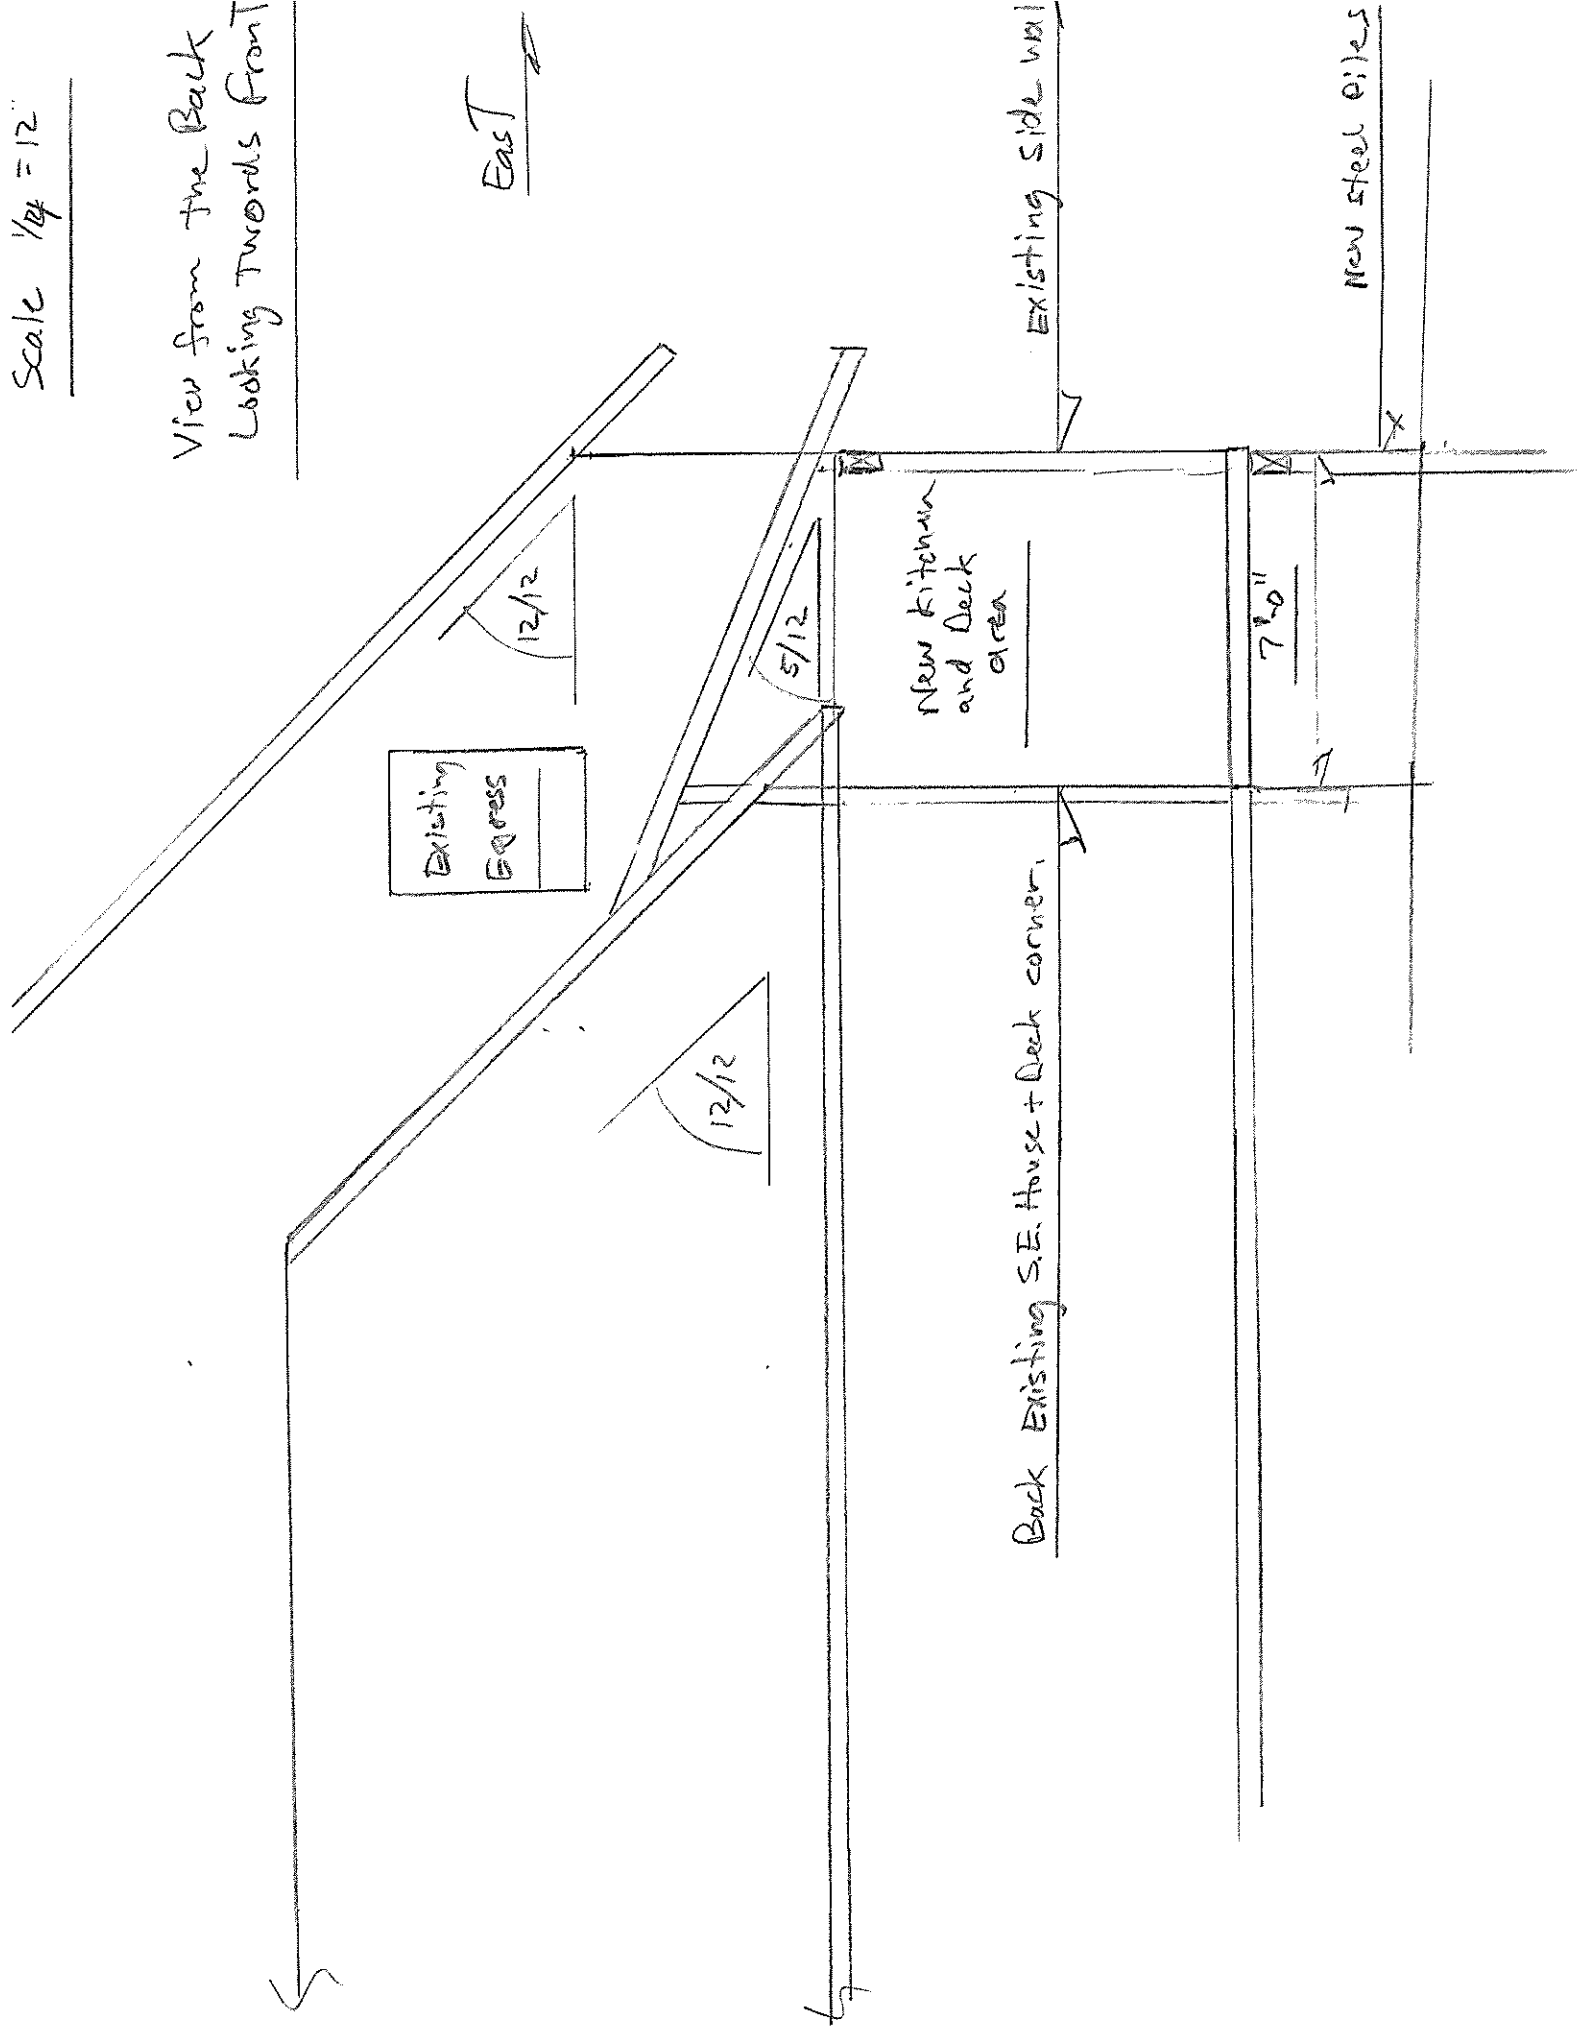 Scale 1/4 = 12"
View from the Back
Looking Twords FronT
EasT
12/12
Existing
Egress
5/12
12/12
New Kitchen
and Deck
area
Existing side wal
Back Existing S.E. House + Deck corner.
7'-0"
New steel Piles